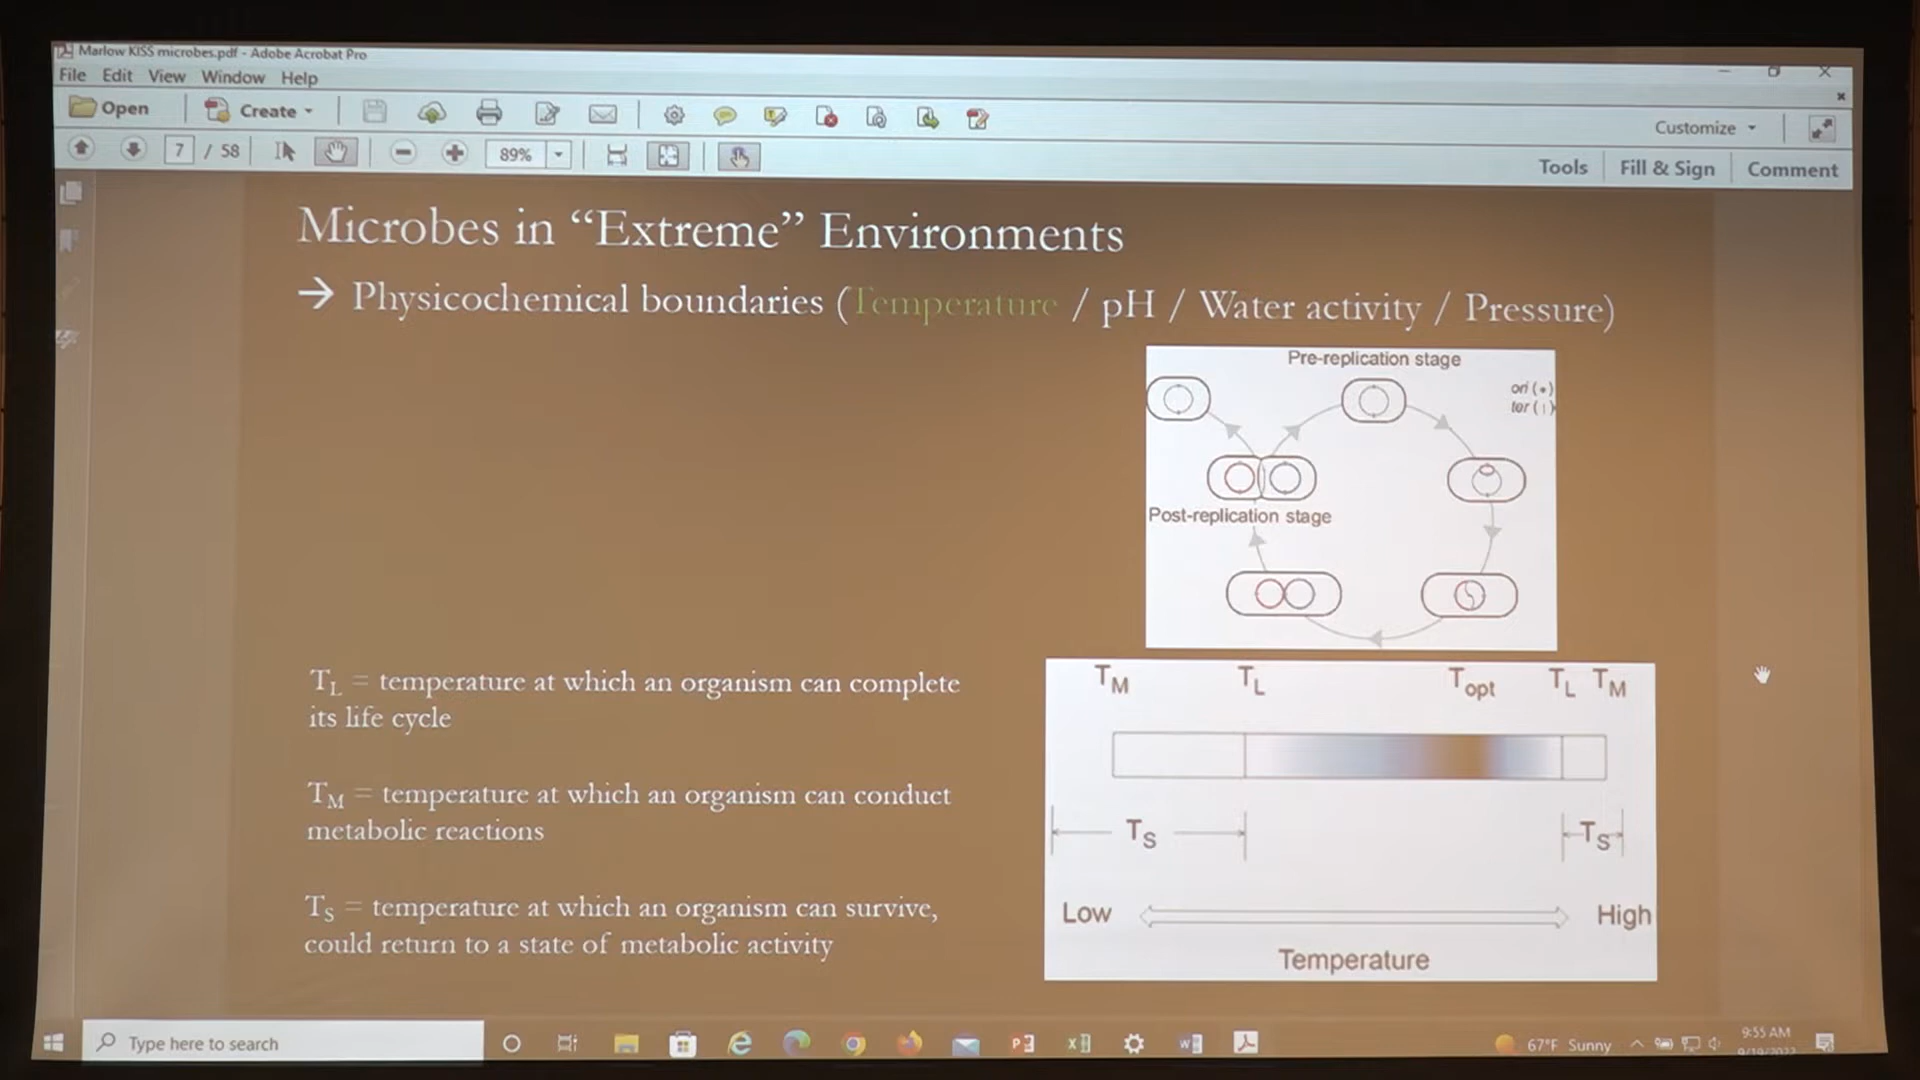 Marlow KISS microbes.pdf - Adobe Acrobat Pro
File Edit View Window Help
Open Create
Customize
7 / 58 89%
Tools Fill & Sign Comment
Microbes in “Extreme” Environments
→ Physicochemical boundaries (Temperature / pH / Water activity / Pressure)
Pre-replication stage
ori (•)
ter (|)
Post-replication stage
TL = temperature at which an organism can complete
its life cycle
TM = temperature at which an organism can conduct
metabolic reactions
TS = temperature at which an organism can survive,
could return to a state of metabolic activity
TM TL Topt TL TM
TS TS
Low High
Temperature
Type here to search
67°F Sunny
9:55 AM